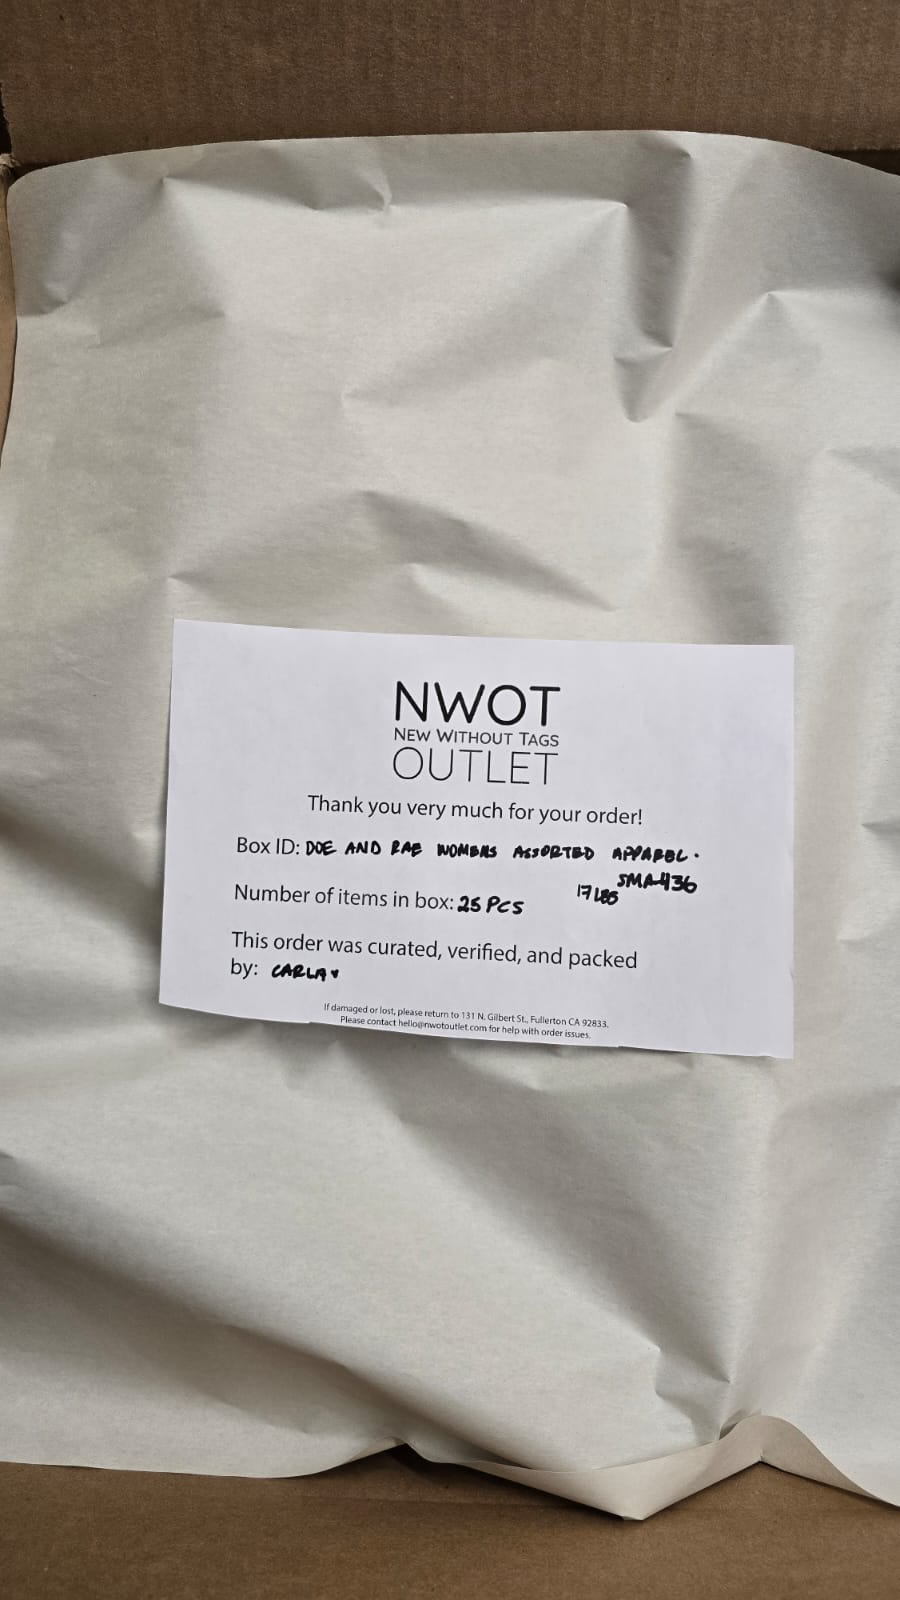 NWOT
NEW WITHOUT TAGS
OUTLET
Thank you very much for your order!
Box ID: DOE AND RAE WOMENS ASSORTED APPAREL.
SMA436
17 LBS
Number of items in box: 25 PCS
This order was curated, verified, and packed
by: CARLA ♥
If damaged or lost, please return to 131 N. Gilbert St., Fullerton CA 92833.
Please contact hello@nwotoutlet.com for help with order issues.